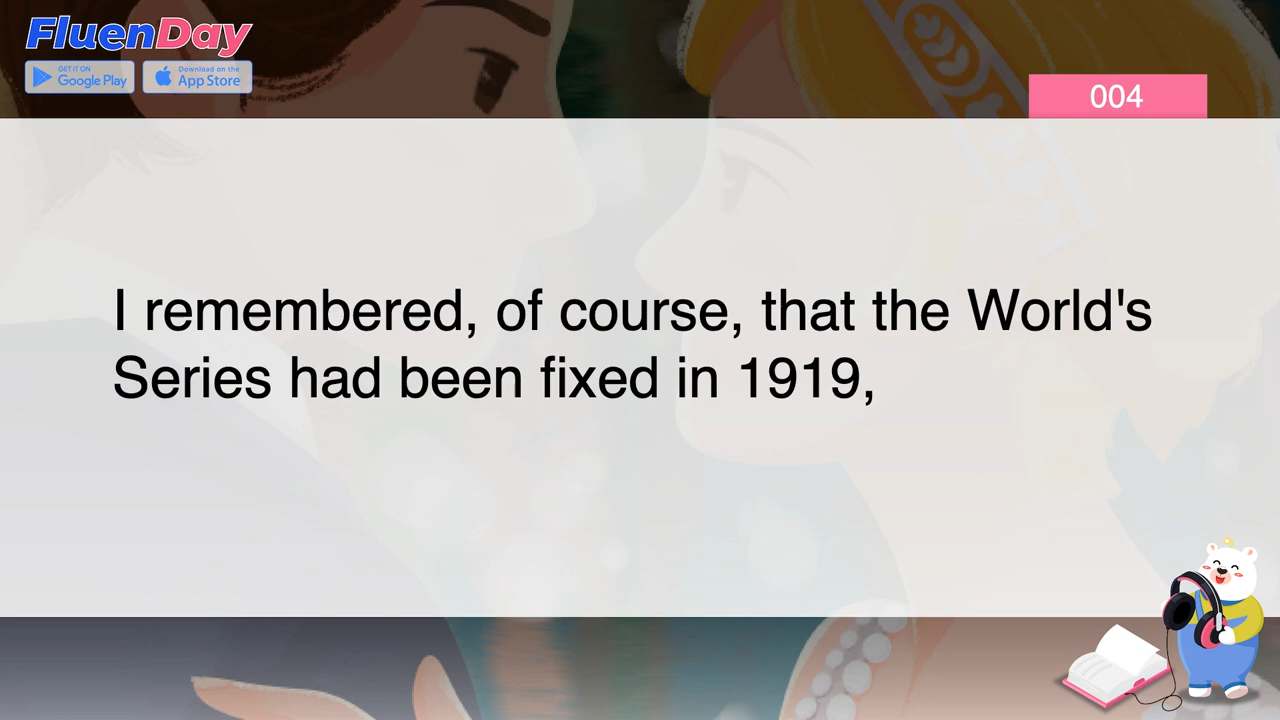 FluenDay
GET IT ON
Google Play
Download on the
App Store
004
I remembered, of course, that the World's
Series had been fixed in 1919,